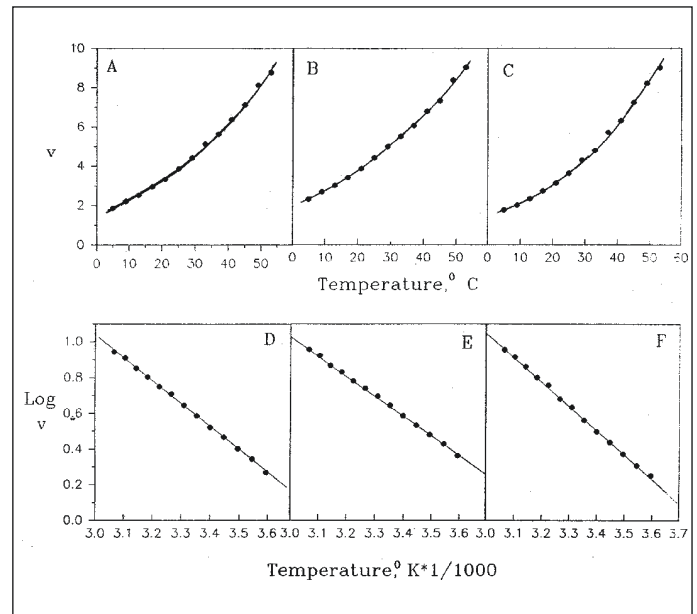 10
8
6
4
2
0
v
A
B
C
0 10 20 30 40 50
0 10 20 30 40 50
0 10 20 30 40 50 60
Temperature,⁰ C
1.0
0.8
0.6
0.4
0.2
0.0
Log
v
D
E
F
3.0 3.1 3.2 3.3 3.4 3.5 3.6
3.0 3.1 3.2 3.3 3.4 3.5 3.6
3.0 3.1 3.2 3.3 3.4 3.5 3.6 3.7
Temperature,⁰ K*1/1000